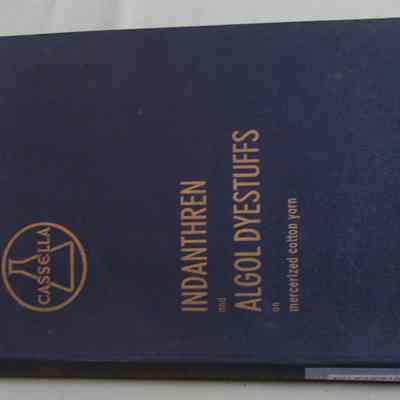 CASSELLA
INDANTHREN
and
ALGOL DYESTUFFS
on
mercerized cotton yarn